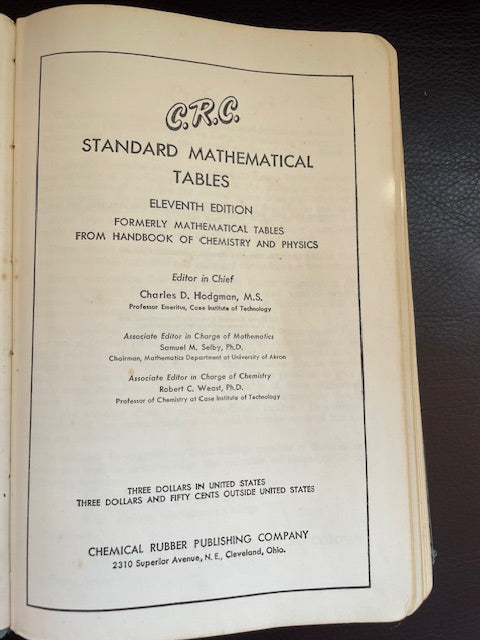 C.R.C.
STANDARD MATHEMATICAL
TABLES
ELEVENTH EDITION
FORMERLY MATHEMATICAL TABLES
FROM HANDBOOK OF CHEMISTRY AND PHYSICS
Editor in Chief
Charles D. Hodgman, M.S.
Professor Emeritus, Case Institute of Technology
Associate Editor in Charge of Mathematics
Samuel M. Selby, Ph.D.
Chairman, Mathematics Department at University of Akron
Associate Editor in Charge of Chemistry
Robert C. Weast, Ph.D.
Professor of Chemistry at Case Institute of Technology
THREE DOLLARS IN UNITED STATES
THREE DOLLARS AND FIFTY CENTS OUTSIDE UNITED STATES
CHEMICAL RUBBER PUBLISHING COMPANY
2310 Superior Avenue, N. E., Cleveland, Ohio.